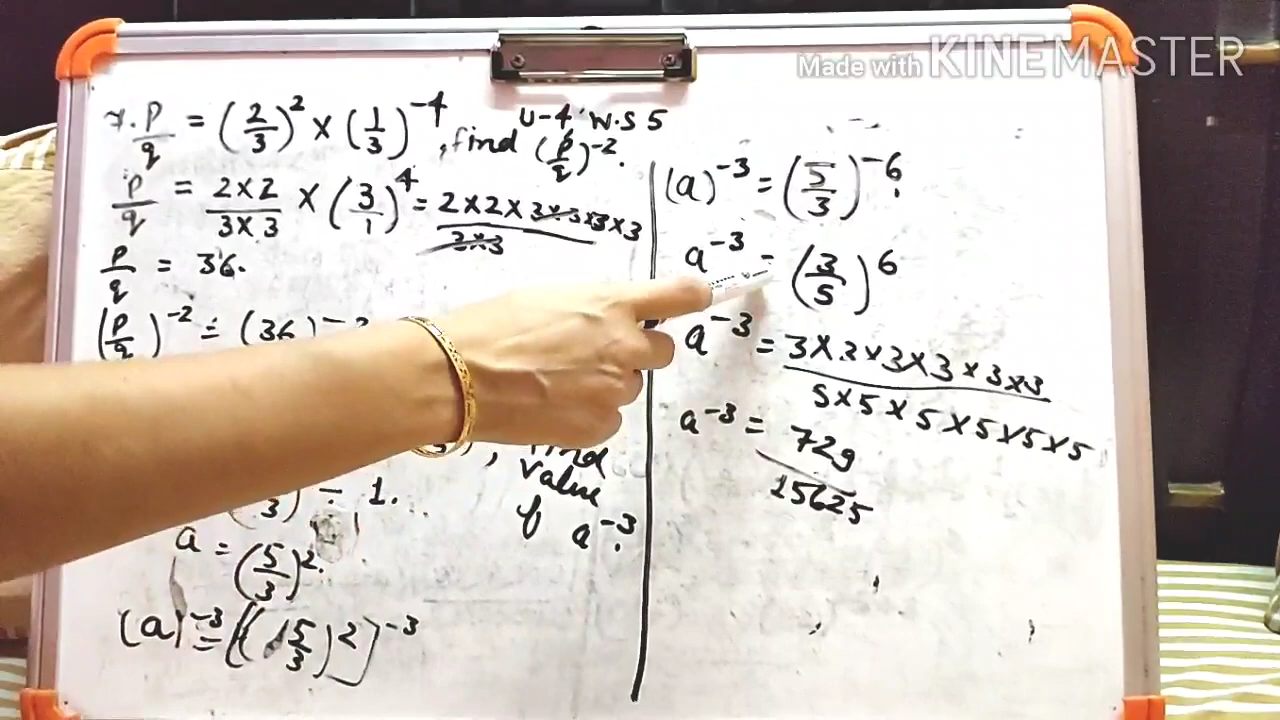 Made with KINEMASTER
U-4 W.S 5
7. p/q = (2/3)^2 × (1/3)^-4, find (p/q)^-2.
p/q = 2×2/3×3 × (3/1)^4 = 2×2×3×3×3×3/3×3
p/q = 36.
(p/q)^-2 = (36)^-2
, find
value
of a^-3.
÷ 1.
a = (5/3)^2.
(a)^-3 = [(5/3)^2]^-3
(a)^-3 = (5/3)^-6
a^-3 = (3/5)^6
a^-3 = 3×3×3×3×3×3/5×5×5×5×5×5
a^-3 = 729/15625